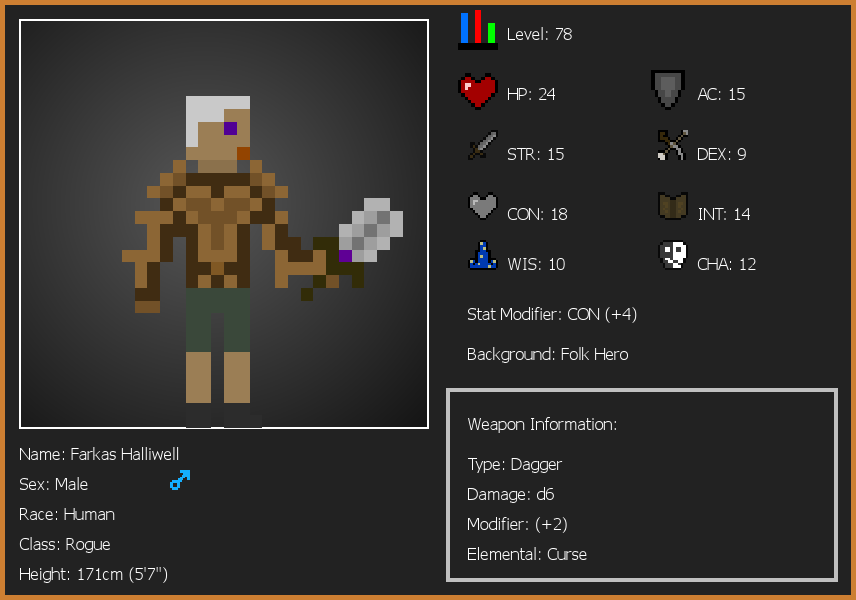 Level: 78
HP: 24
AC: 15
STR: 15
DEX: 9
CON: 18
INT: 14
WIS: 10
CHA: 12
Stat Modifier: CON (+4)
Background: Folk Hero
Weapon Information:
Type: Dagger
Damage: d6
Modifier: (+2)
Elemental: Curse
Name: Farkas Halliwell
Sex: Male
Race: Human
Class: Rogue
Height: 171cm (5'7")